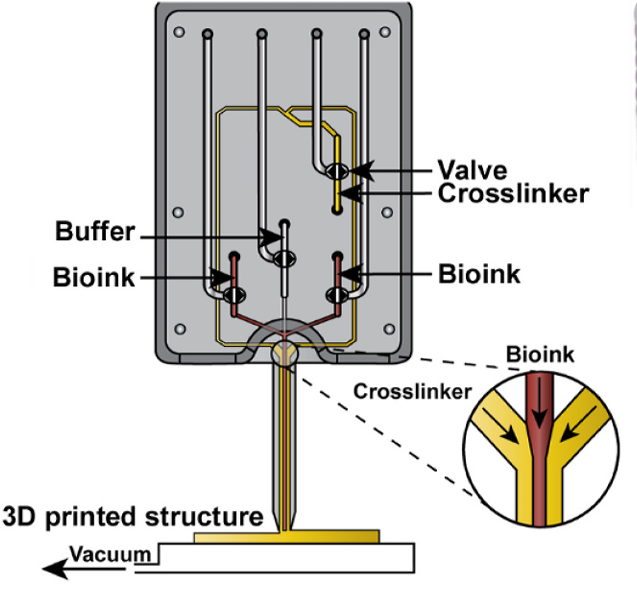 Valve
Crosslinker
Buffer
Bioink
Bioink
Bioink
Crosslinker
3D printed structure
Vacuum